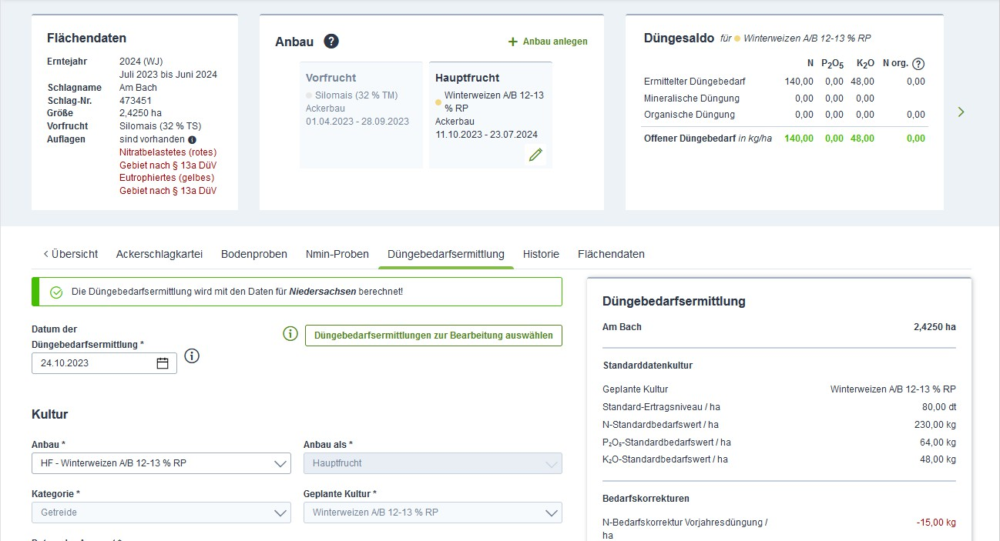 Flächendaten
Erntejahr 2024 (WJ)
Juli 2023 bis Juni 2024
Schlagname Am Bach
Schlag-Nr. 473451
Größe 2,4250 ha
Vorfrucht Silomais (32 % TS)
Auflagen sind vorhanden
Nitratbelastetes (rotes)
Gebiet nach § 13a DüV
Eutrophiertes (gelbes)
Gebiet nach § 13a DüV
Anbau ?
+ Anbau anlegen
Vorfrucht
Silomais (32 % TM)
Ackerbau
01.04.2023 - 28.09.2023
Hauptfrucht
Winterweizen A/B 12-13
% RP
Ackerbau
11.10.2023 - 23.07.2024
Düngesaldo für Winterweizen A/B 12-13 % RP
N P₂O₅ K₂O N org. ?
Ermittelter Düngebedarf 140,00 0,00 48,00 0,00
Mineralische Düngung 0,00 0,00 0,00
Organische Düngung 0,00 0,00 0,00 0,00
Offener Düngebedarf in kg/ha 140,00 0,00 48,00 0,00
< Übersicht Ackerschlagkartei Bodenproben Nmin-Proben Düngebedarfsermittlung Historie Flächendaten
Die Düngebedarfsermittlung wird mit den Daten für Niedersachsen berechnet!
Datum der
Düngebedarfsermittlung *
24.10.2023
Düngebedarfsermittlungen zur Bearbeitung auswählen
Kultur
Anbau *
HF - Winterweizen A/B 12-13 % RP
Anbau als *
Hauptfrucht
Kategorie *
Getreide
Geplante Kultur *
Winterweizen A/B 12-13 % RP
Düngebedarfsermittlung
Am Bach 2,4250 ha
Standarddatenkultur
Geplante Kultur Winterweizen A/B 12-13 % RP
Standard-Ertragsniveau / ha 80,00 dt
N-Standardbedarfswert / ha 230,00 kg
P₂O₅-Standardbedarfswert / ha 64,00 kg
K₂O-Standardbedarfswert / ha 48,00 kg
Bedarfskorrekturen
N-Bedarfskorrektur Vorjahresdüngung / -15,00 kg
ha